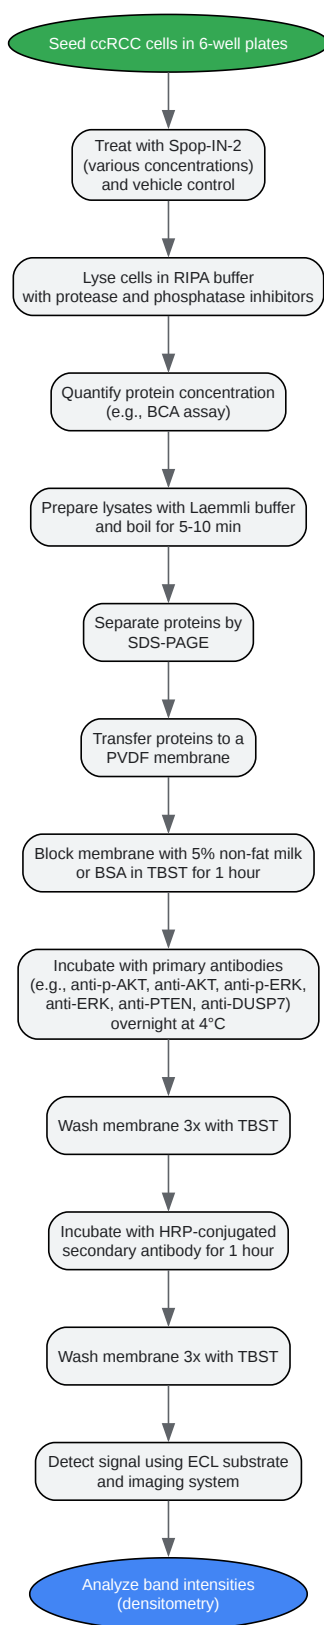 Seed ccRCC cells in 6-well plates
Treat with Spop-IN-2
(various concentrations)
and vehicle control
Lyse cells in RIPA buffer
with protease and phosphatase inhibitors
Quantify protein concentration
(e.g., BCA assay)
Prepare lysates with Laemmli buffer
and boil for 5-10 min
Separate proteins by
SDS-PAGE
Transfer proteins to a
PVDF membrane
Block membrane with 5% non-fat milk
or BSA in TBST for 1 hour
Incubate with primary antibodies
(e.g., anti-p-AKT, anti-AKT, anti-p-ERK,
anti-ERK, anti-PTEN, anti-DUSP7)
overnight at 4°C
Wash membrane 3x with TBST
Incubate with HRP-conjugated
secondary antibody for 1 hour
Wash membrane 3x with TBST
Detect signal using ECL substrate
and imaging system
Analyze band intensities
(densitometry)